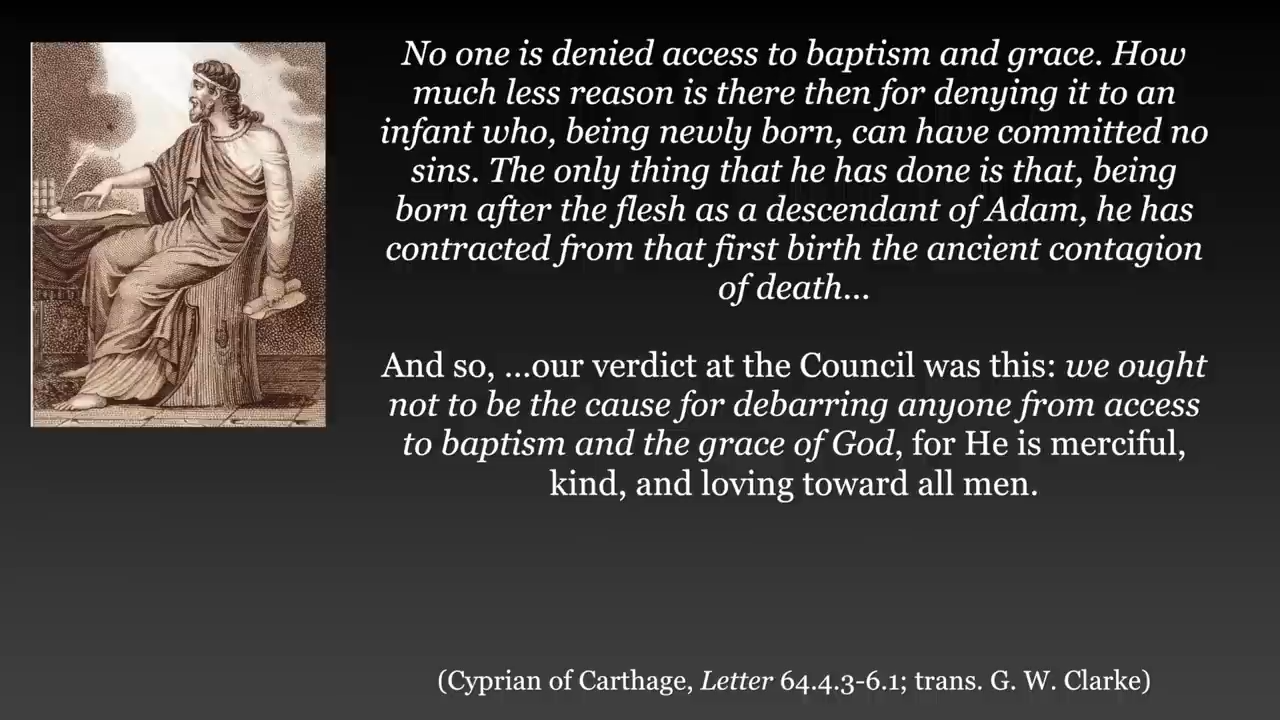 No one is denied access to baptism and grace. How
much less reason is there then for denying it to an
infant who, being newly born, can have committed no
sins. The only thing that he has done is that, being
born after the flesh as a descendant of Adam, he has
contracted from that first birth the ancient contagion
of death...
And so, ...our verdict at the Council was this: we ought
not to be the cause for debarring anyone from access
to baptism and the grace of God, for He is merciful,
kind, and loving toward all men.
(Cyprian of Carthage, Letter 64.4.3-6.1; trans. G. W. Clarke)